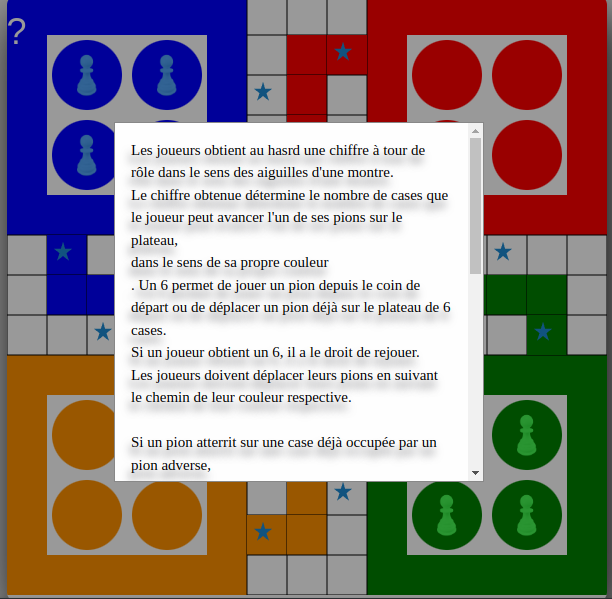 ?
Les joueurs obtient au hasrd une chiffre à tour de
rôle dans le sens des aiguilles d'une montre.
Le chiffre obtenue détermine le nombre de cases que
le joueur peut avancer l'un de ses pions sur le
plateau,
dans le sens de sa propre couleur
. Un 6 permet de jouer un pion depuis le coin de
départ ou de déplacer un pion déjà sur le plateau de 6
cases.
Si un joueur obtient un 6, il a le droit de rejouer.
Les joueurs doivent déplacer leurs pions en suivant
le chemin de leur couleur respective.
Si un pion atterrit sur une case déjà occupée par un
pion adverse,